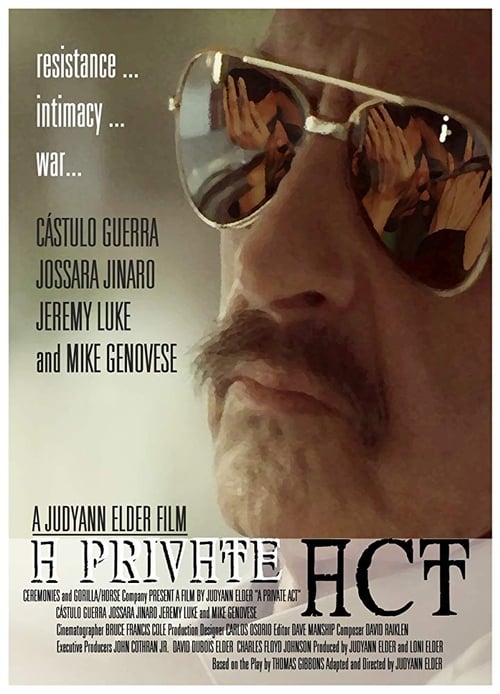 resistance ...
intimacy ...
war...
CÁSTULO GUERRA
JOSSARA JINARO
JEREMY LUKE
and MIKE GENOVESE
A JUDYANN ELDER FILM
A PRIVATE ACT
CEREMONIES and GORILLA/HORSE Company PRESENT A FILM BY JUDYANN ELDER "A PRIVATE ACT"
CÁSTULO GUERRA JOSSARA JINARO JEREMY LUKE and MIKE GENOVESE
Cinematographer BRUCE FRANCIS COLE Production Designer CARLOS OSORIO Editor DAVE MANSHIP Composer DAVID RAIKLEN
Executive Producers JOHN COTHRAN JR. DAVID DUBOIS ELDER CHARLES FLOYD JOHNSON Produced by JUDYANN ELDER and LONI ELDER
Based on the Play by THOMAS GIBBONS Adapted and Directed by JUDYANN ELDER